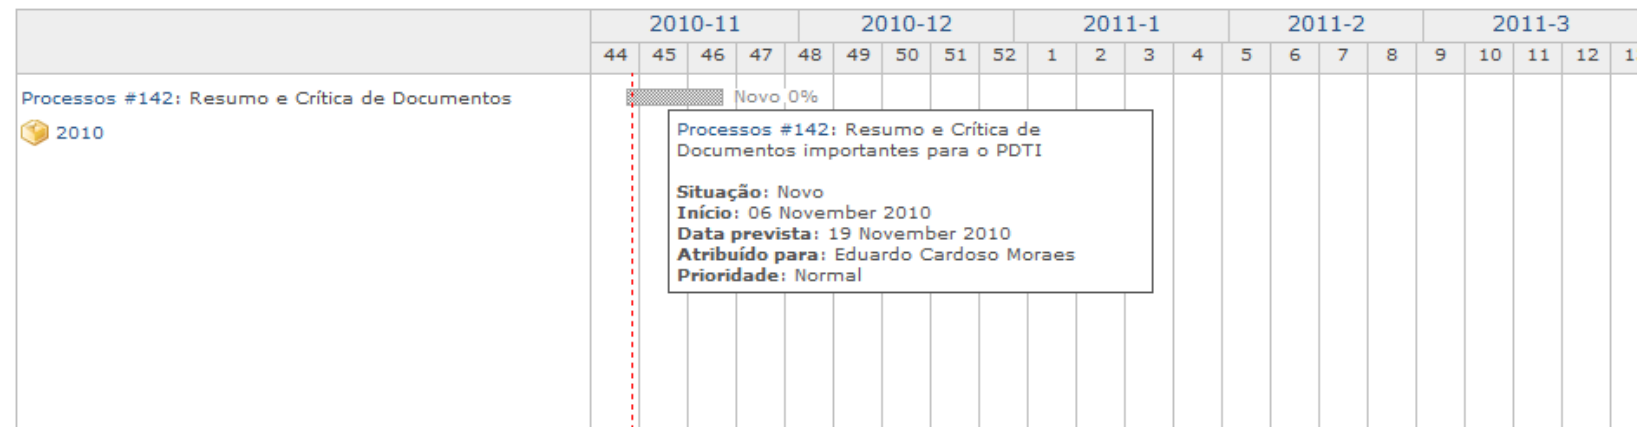 2010-11 2010-12 2011-1 2011-2 2011-3
44 45 46 47 48 49 50 51 52 1 2 3 4 5 6 7 8 9 10 11 12
Processos #142: Resumo e Crítica de Documentos
Novo 0%
2010
Processos #142: Resumo e Crítica de
Documentos importantes para o PDTI
Situação: Novo
Início: 06 November 2010
Data prevista: 19 November 2010
Atribuído para: Eduardo Cardoso Moraes
Prioridade: Normal